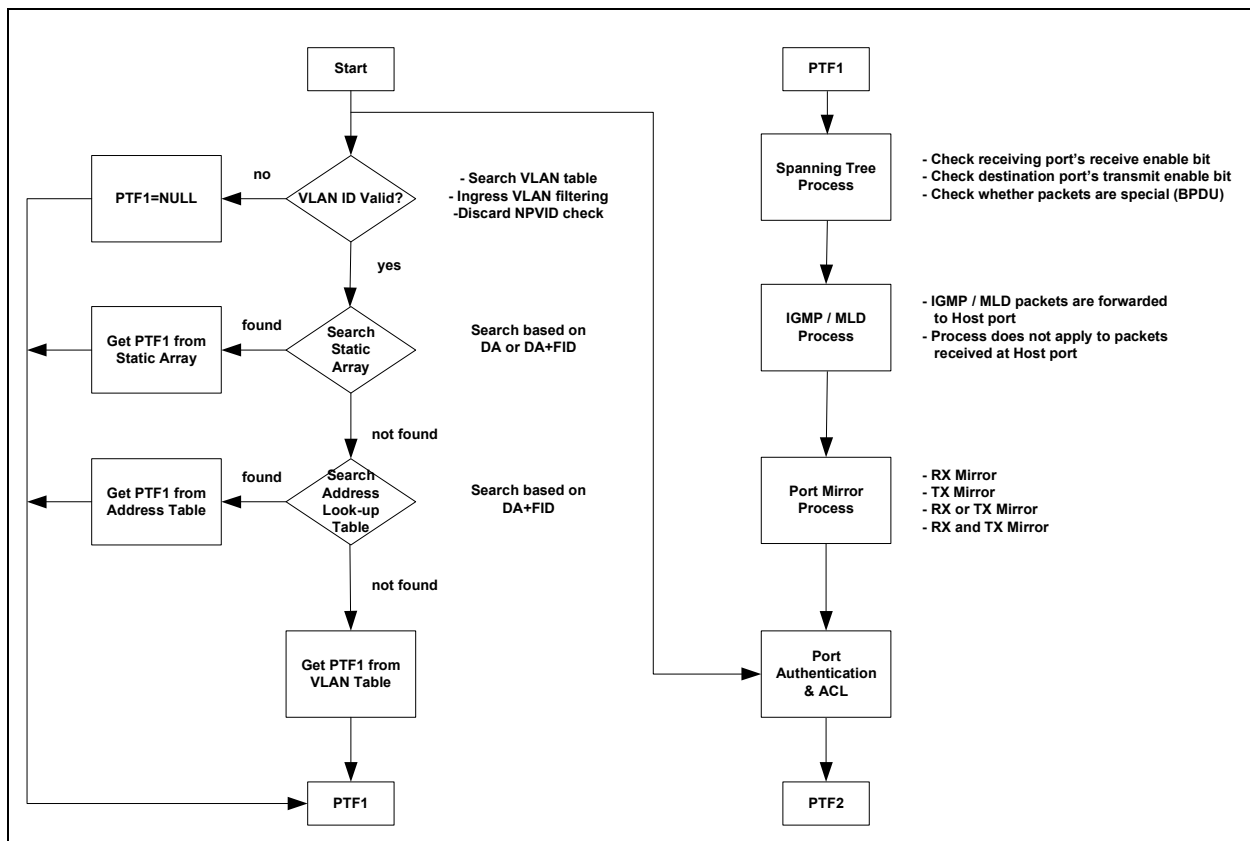 Start
VLAN ID Valid?
no
PTF1=NULL
- Search VLAN table
- Ingress VLAN filtering
-Discard NPVID check
yes
Search
Static
Array
found
Get PTF1 from
Static Array
Search based on
DA or DA+FID
not found
Search
Address
Look-up
Table
found
Get PTF1 from
Address Table
Search based on
DA+FID
not found
Get PTF1 from
VLAN Table
PTF1
PTF1
Spanning Tree
Process
- Check receiving port's receive enable bit
- Check destination port's transmit enable bit
- Check whether packets are special (BPDU)
IGMP / MLD
Process
- IGMP / MLD packets are forwarded
to Host port
- Process does not apply to packets
received at Host port
Port Mirror
Process
- RX Mirror
- TX Mirror
- RX or TX Mirror
- RX and TX Mirror
Port
Authentication
& ACL
PTF2